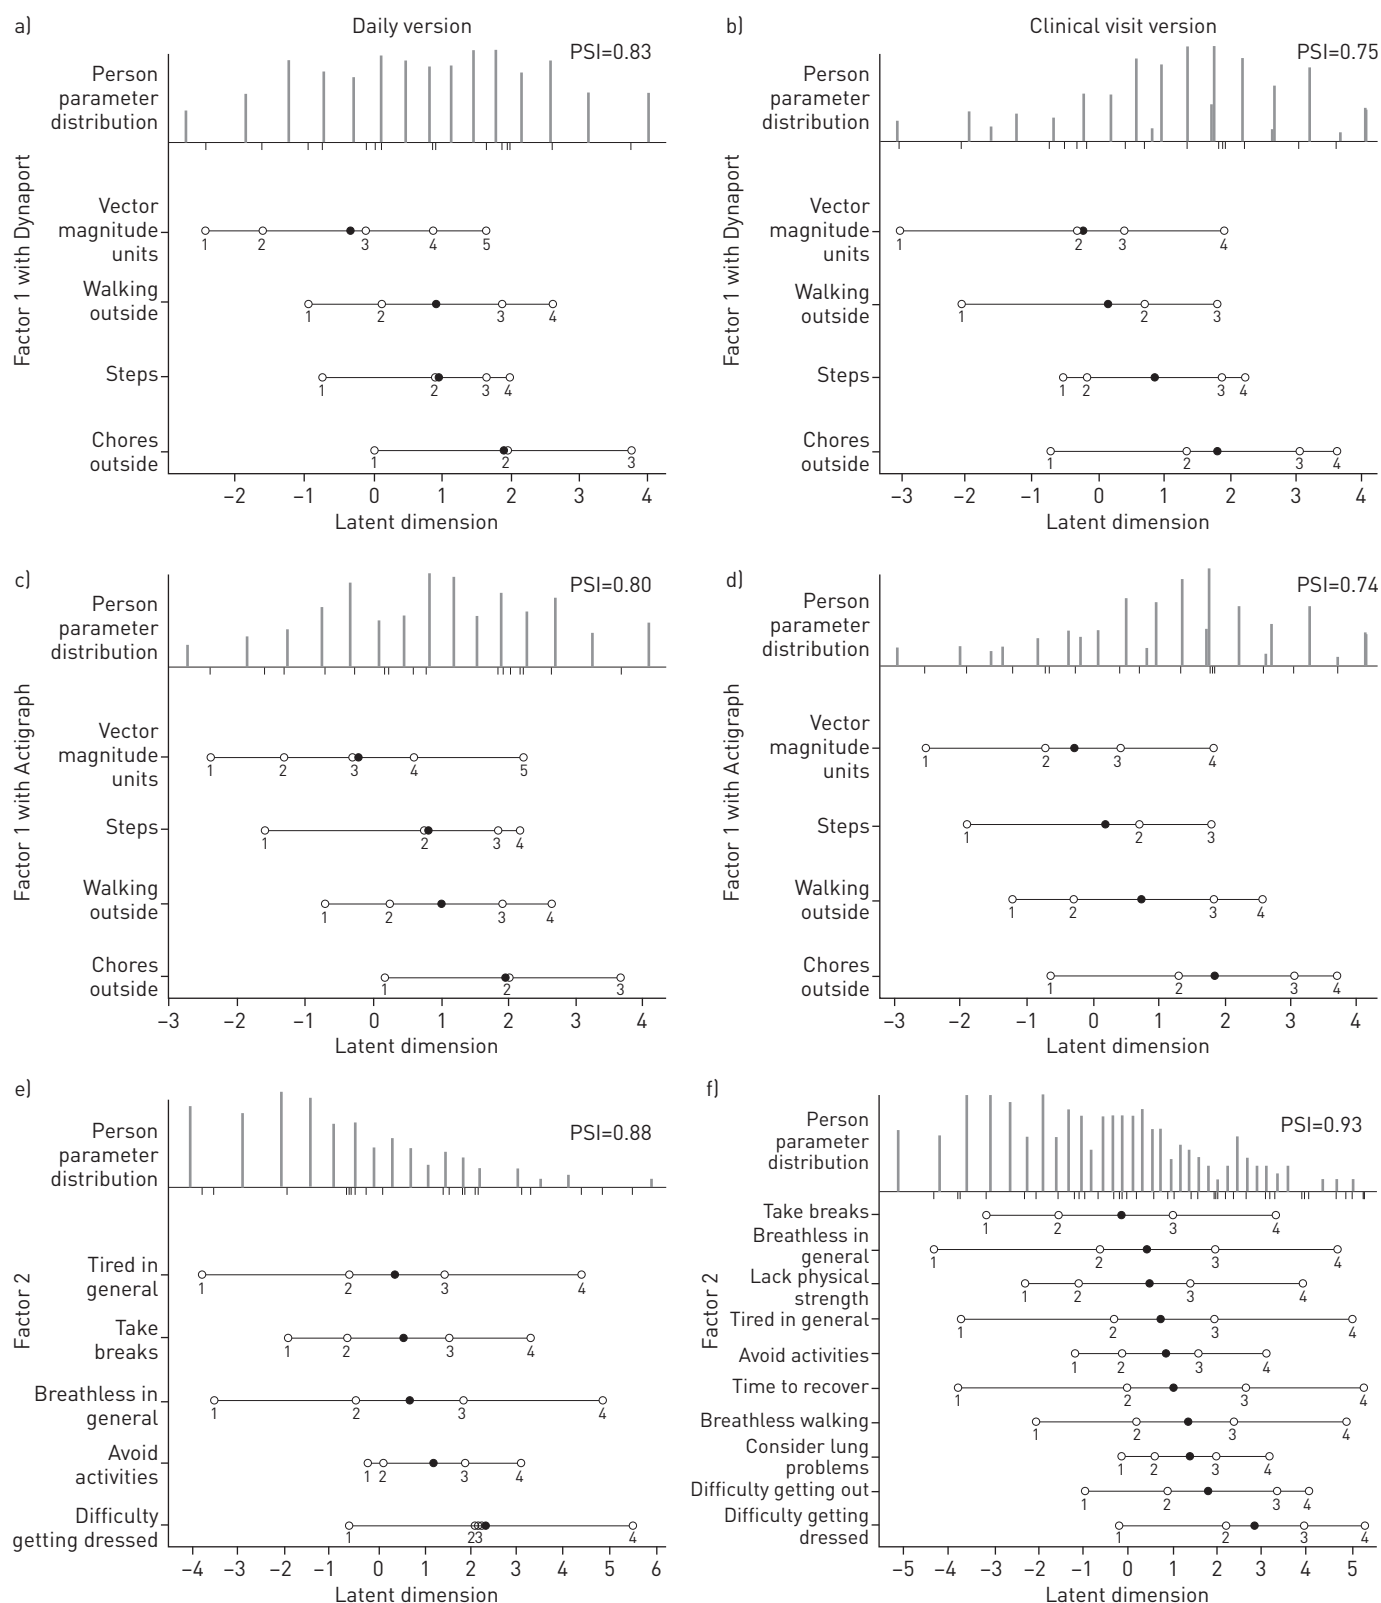 a)
Daily version
PSI=0.83
Person
parameter
distribution
Factor 1 with Dynaport
Vector
magnitude
units
1 2 3 4 5
Walking
outside
1 2 3 4
Steps
1 2 3 4
Chores
outside
1 2 3
–2 –1 0 1 2 3 4
Latent dimension
b)
Clinical visit version
PSI=0.75
Person
parameter
distribution
Factor 1 with Dynaport
Vector
magnitude
units
1 2 3 4
Walking
outside
1 2 3
Steps
1 2 3 4
Chores
outside
1 2 3 4
–3 –2 –1 0 1 2 3 4
Latent dimension
c)
PSI=0.80
Person
parameter
distribution
Factor 1 with Actigraph
Vector
magnitude
units
1 2 3 4 5
Steps
1 2 3 4
Walking
outside
1 2 3 4
Chores
outside
1 2 3
–3 –2 –1 0 1 2 3 4
Latent dimension
d)
PSI=0.74
Person
parameter
distribution
Factor 1 with Actigraph
Vector
magnitude
units
1 2 3 4
Steps
1 2 3
Walking
outside
1 2 3 4
Chores
outside
1 2 3 4
–3 –2 –1 0 1 2 3 4
Latent dimension
e)
PSI=0.88
Person
parameter
distribution
Factor 2
Tired in
general
1 2 3 4
Take
breaks
1 2 3 4
Breathless in
general
1 2 3 4
Avoid
activities
1 2 3 4
Difficulty
getting dressed
1 2 3 4
–4 –3 –2 –1 0 1 2 3 4 5 6
Latent dimension
f)
PSI=0.93
Person
parameter
distribution
Factor 2
Take breaks
1 2 3 4
Breathless in
general
1 2 3 4
Lack physical
strength
1 2 3 4
Tired in general
1 2 3 4
Avoid activities
1 2 3 4
Time to recover
1 2 3 4
Breathless walking
1 2 3 4
Consider lung
problems
1 2 3 4
Difficulty getting out
1 2 3 4
Difficulty getting
dressed
1 2 3 4
–5 –4 –3 –2 –1 0 1 2 3 4 5
Latent dimension